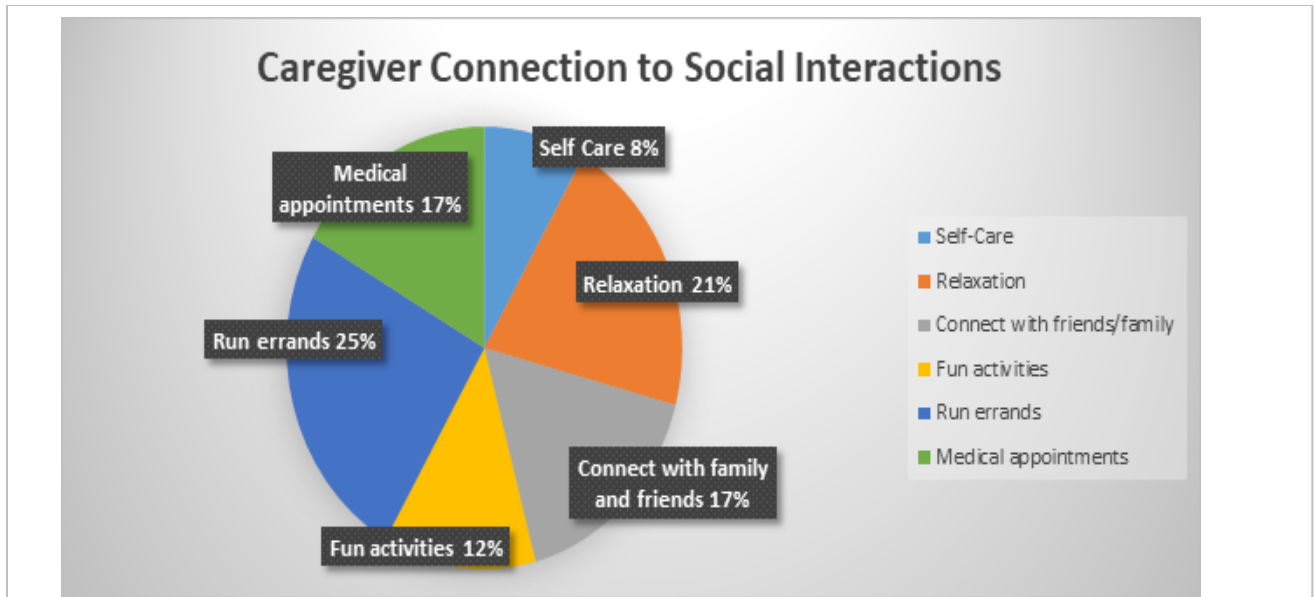 Caregiver Connection to Social Interactions
Self Care 8%
Medical
appointments 17%
Relaxation 21%
Run errands 25%
Connect with family
and friends 17%
Fun activities 12%
Self-Care
Relaxation
Connect with friends/family
Fun activities
Run errands
Medical appointments